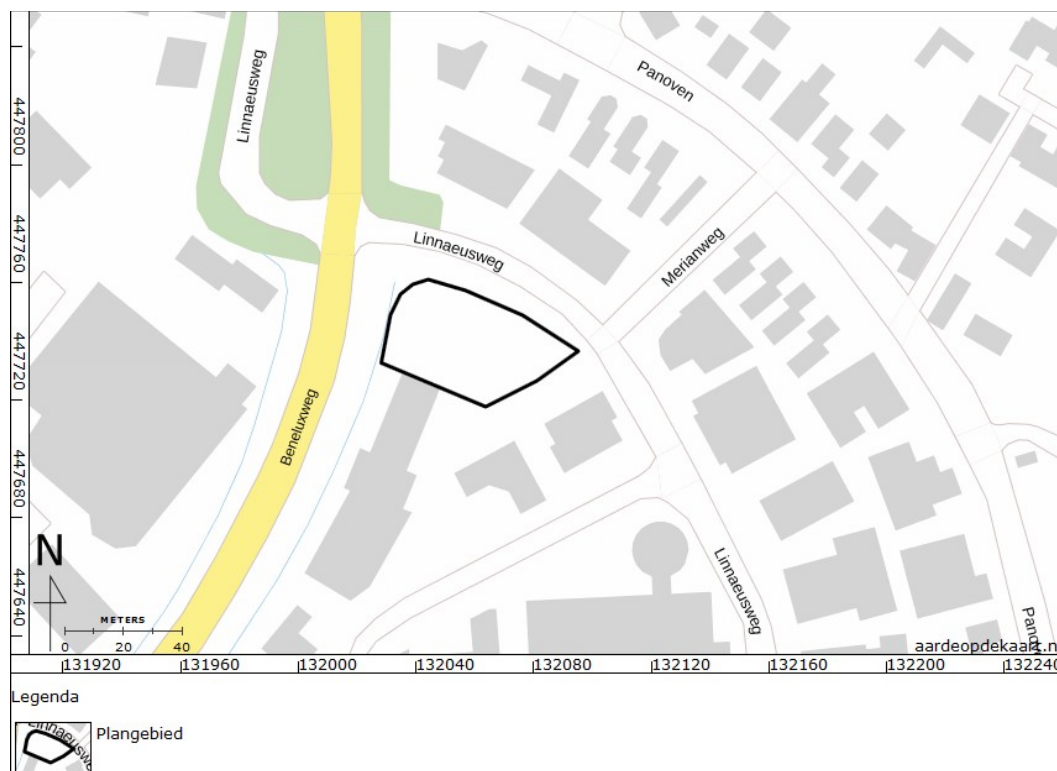 Linnaeusweg
Panoven
447800
447760
Linnaeusweg
Merianweg
447720
Beneluxweg
447680
N
Linnaeusweg
METERS
0 20 40
447640
aardeopdekaart.n
131920 131960 132000 132040 132080 132120 132160 132200 132240
Legenda
Plangebied